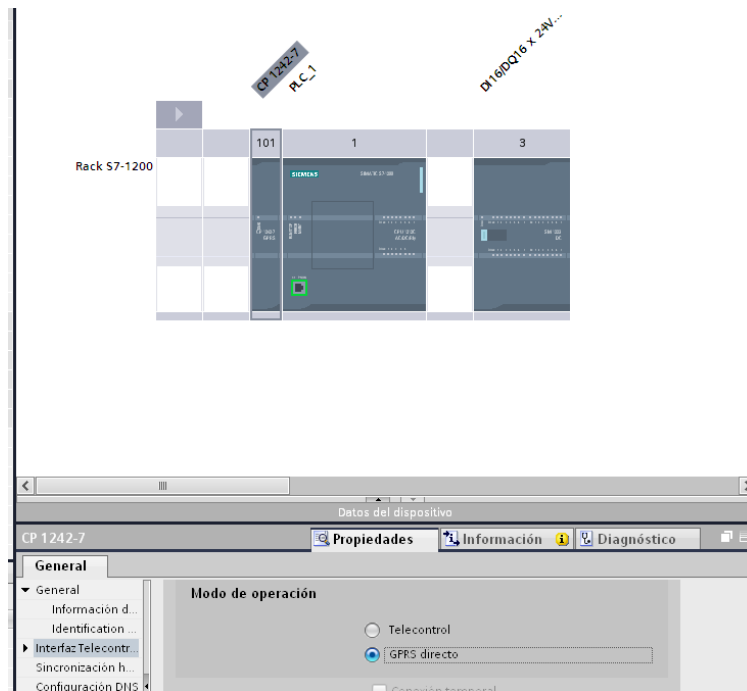 CP 1242-7
PLC_1
DI16/DQ16 x 24V...
101
1
3
Rack S7-1200
SIEMENS
Datos del dispositivo
CP 1242-7
Propiedades
Información
Diagnóstico
General
General
Información d...
Identification ...
Interfaz Telecontr...
Sincronización h...
Configuración DNS
Modo de operación
Telecontrol
GPRS directo
Conexión temporal